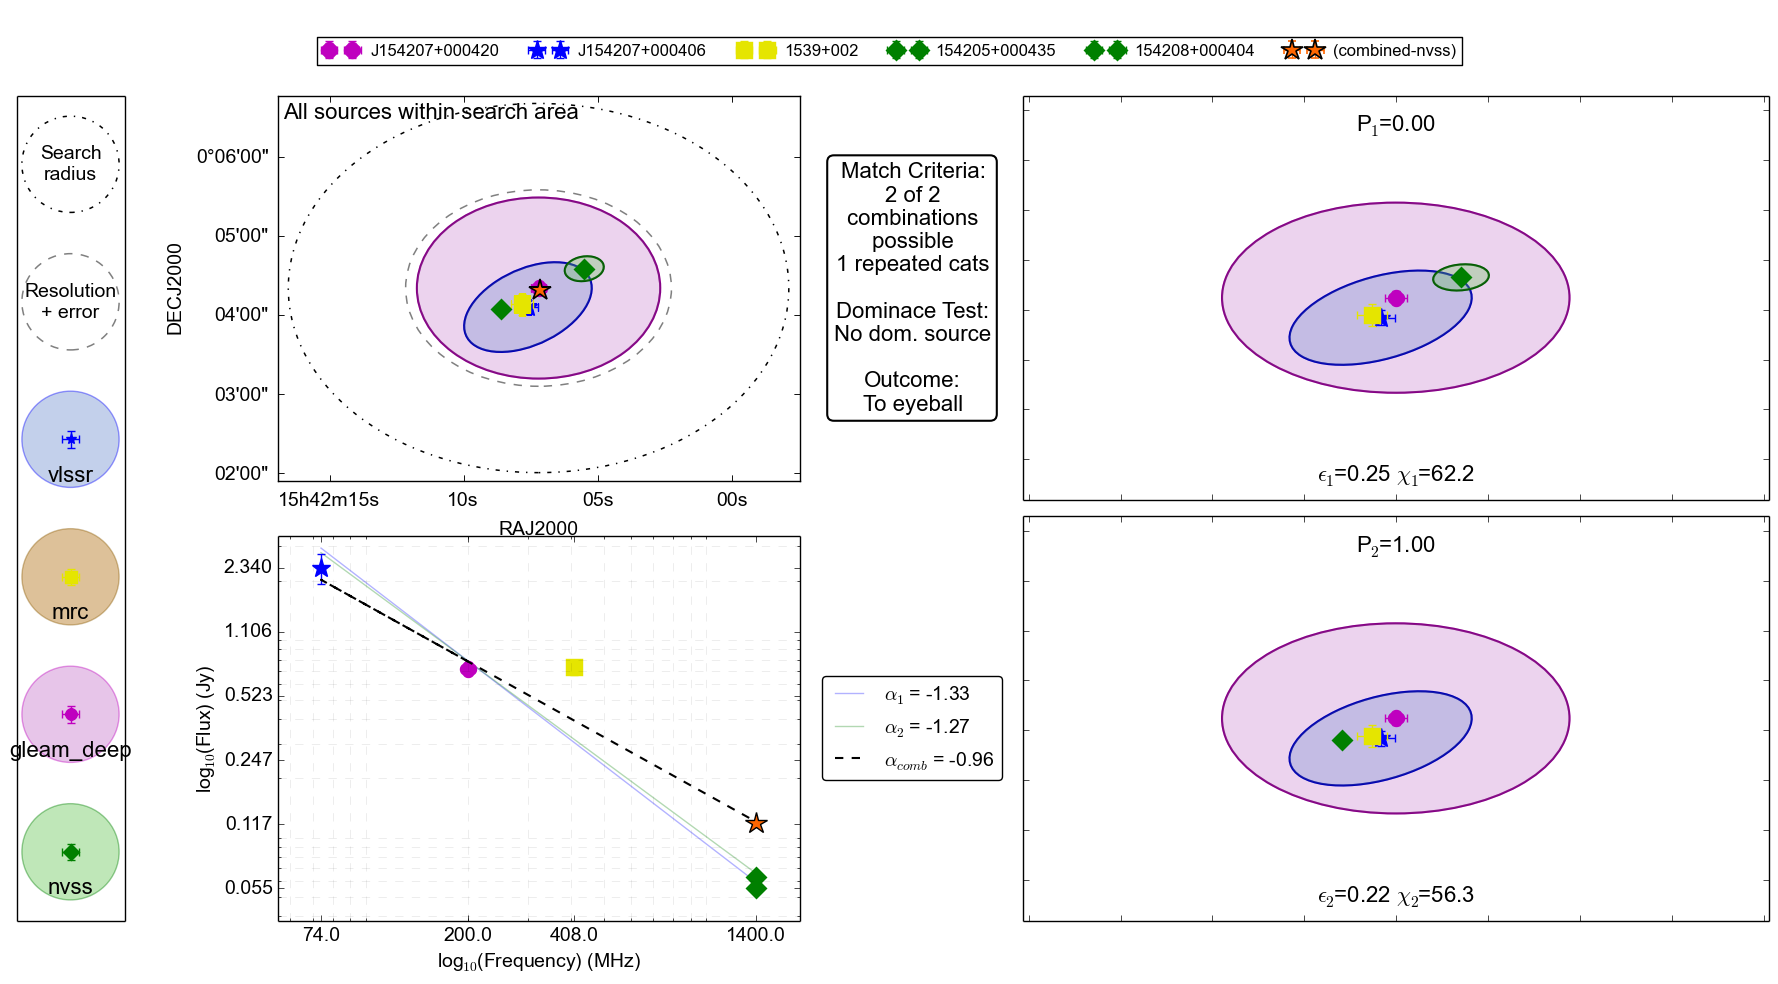 J154207+000420 J154207+000406 1539+002 154205+000435 154208+000404 (combined-nvss)
Search
radius
Resolution
+ error
vlssr
mrc
gleam_deep
nvss
All sources within search area
DECJ2000
0°06'00"
05'00"
04'00"
03'00"
02'00"
15h42m15s 10s 05s 00s
RAJ2000
Match Criteria:
2 of 2
combinations
possible
1 repeated cats
Dominace Test:
No dom. source
Outcome:
To eyeball
P1=0.00
ϵ1=0.25 χ1=62.2
log10(Flux) (Jy)
2.340
1.106
0.523
0.247
0.117
0.055
74.0 200.0 408.0 1400.0
log10(Frequency) (MHz)
α1 = -1.33
α2 = -1.27
αcomb = -0.96
P2=1.00
ϵ2=0.22 χ2=56.3